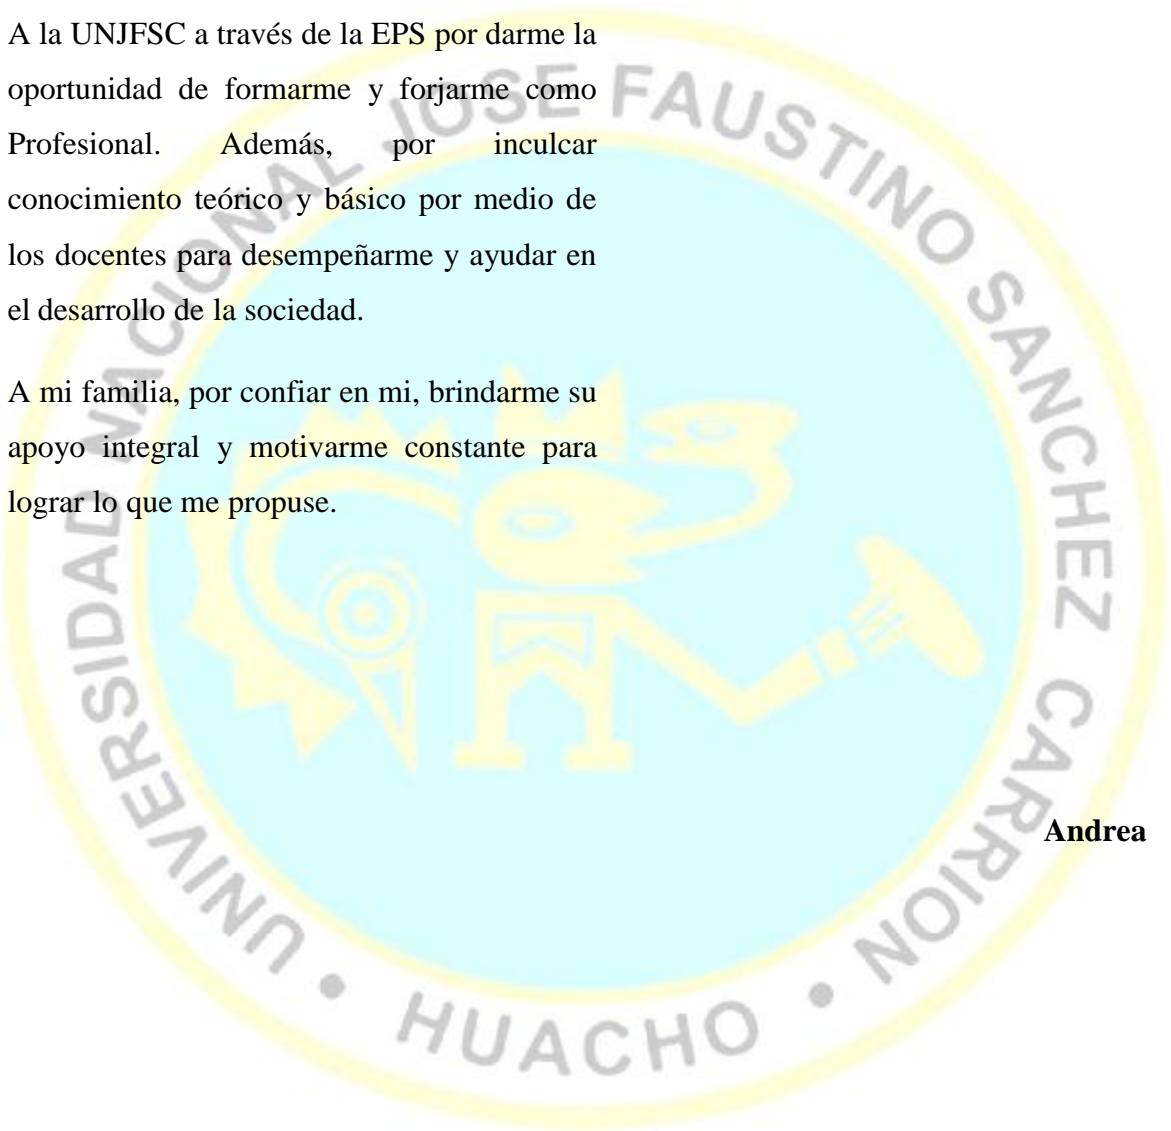 A la UNJFSC a través de la EPS por darme la
oportunidad de formarme y forjarme como
Profesional. Además, por inculcar
conocimiento teórico y básico por medio de
los docentes para desempeñarme y ayudar en
el desarrollo de la sociedad.
A mi familia, por confiar en mi, brindarme su
apoyo integral y motivarme constante para
lograr lo que me propuse.
Andrea
UNIVERSIDAD NACIONAL JOSE FAUSTINO SANCHEZ CARRION
• HUACHO •